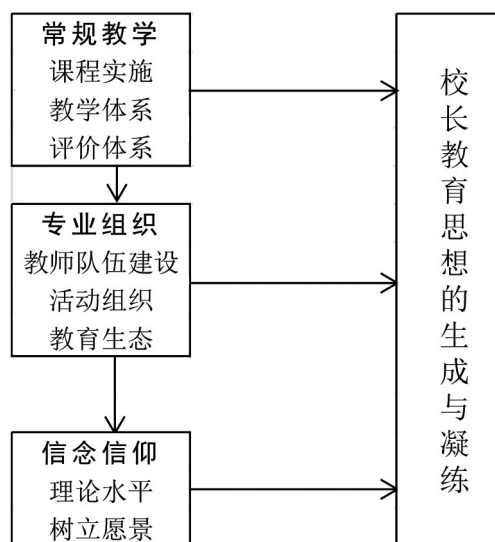 常规教学
课程实施
教学体系
评价体系
专业组织
教师队伍建设
活动组织
教育生态
信念信仰
理论水平
树立愿景
校长教育思想的生成与凝练